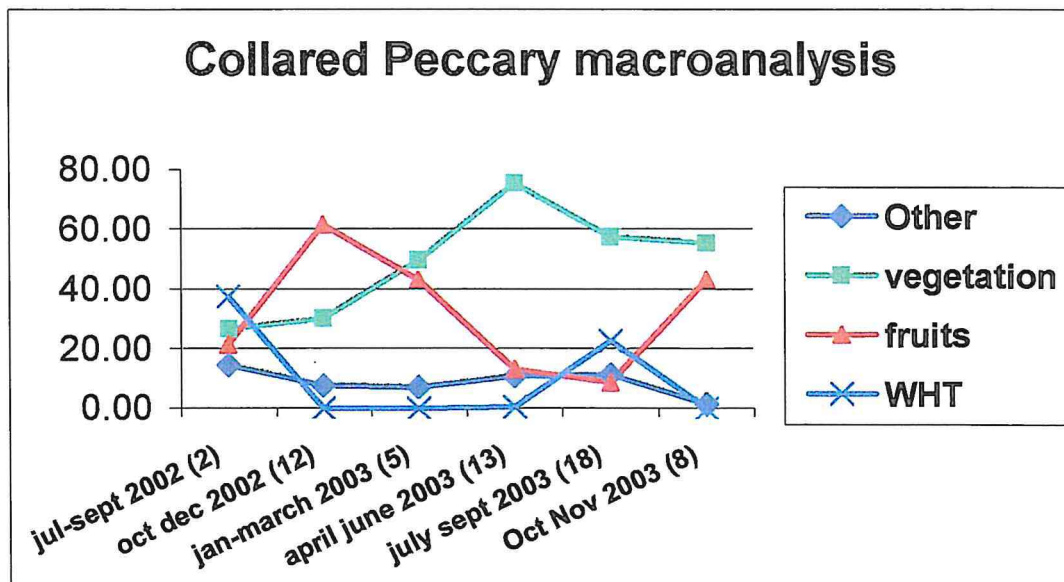 Collared Peccary macroanalysis
80.00
60.00
40.00
20.00
0.00
jul-sept 2002 (2)
oct dec 2002 (12)
jan-march 2003 (5)
april june 2003 (13)
july sept 2003 (18)
Oct Nov 2003 (8)
Other
vegetation
fruits
WHT